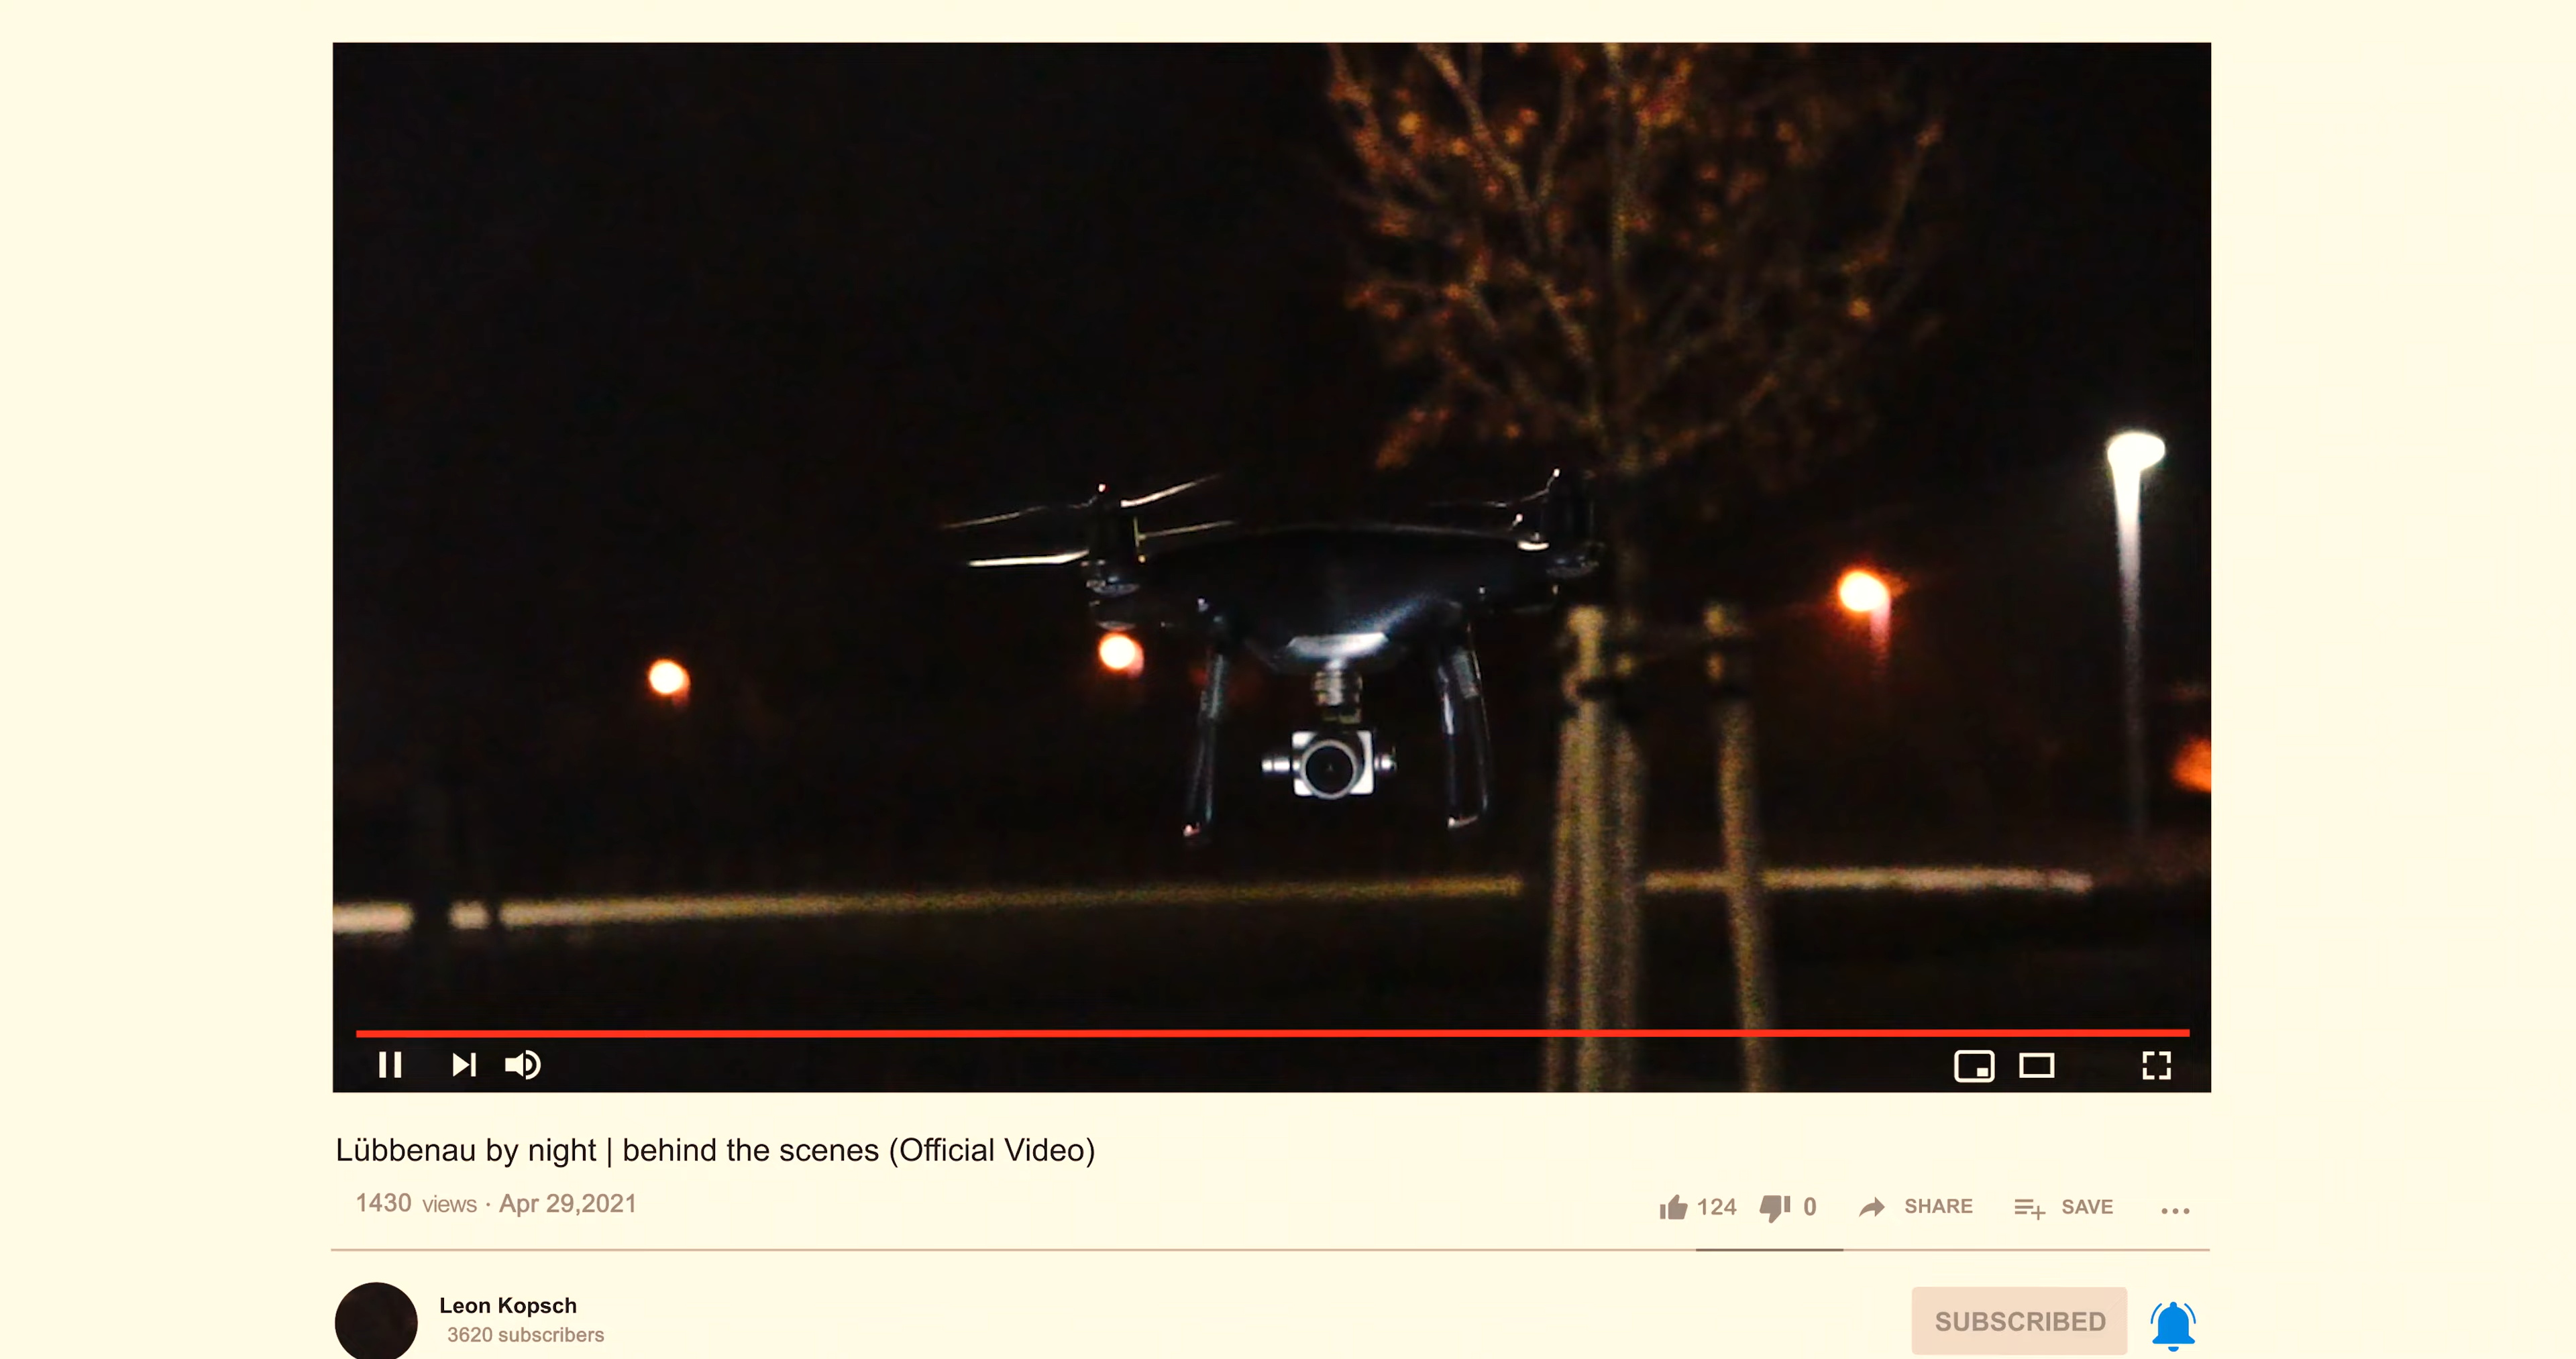 Lübbenau by night | behind the scenes (Official Video)
1430 views · Apr 29,2021
124 0 SHARE SAVE
Leon Kopsch
3620 subscribers
SUBSCRIBED